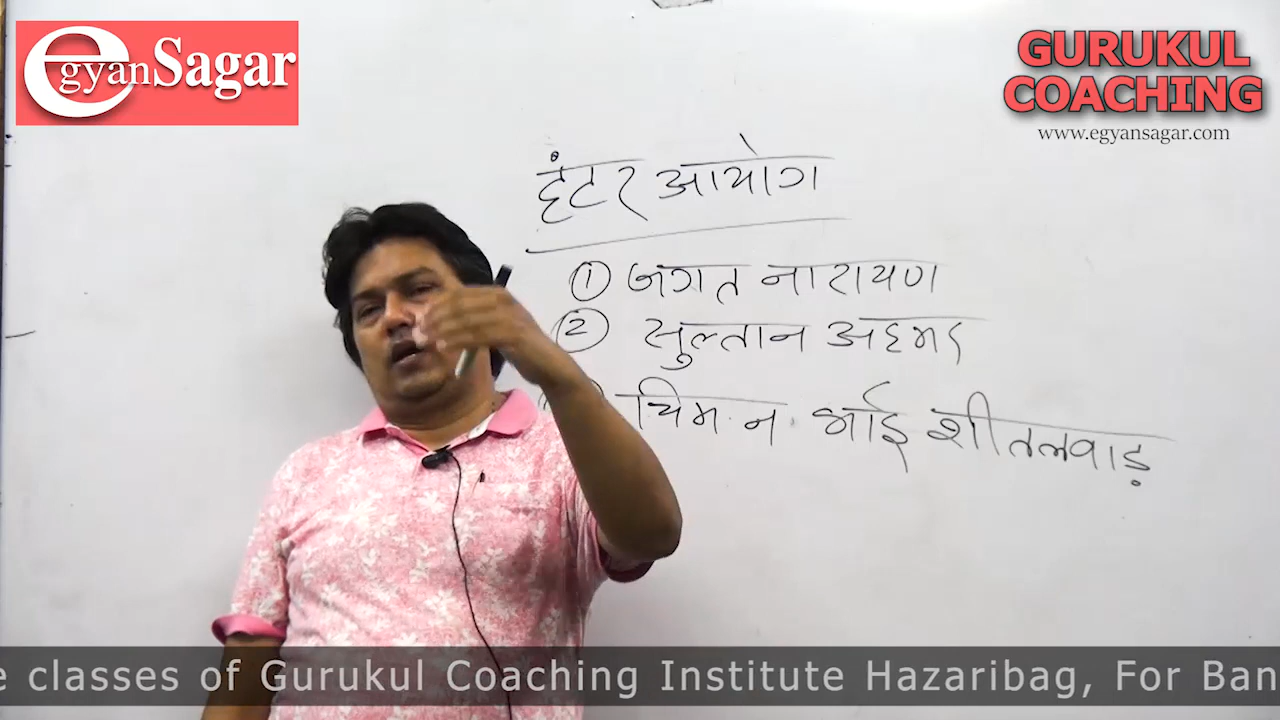 egyanSagar
GURUKUL
COACHING
www.egyansagar.com
हंटर आयोग
① जगत नारायण
② सुल्तान अहमद
चिमन भाई शीतलवाड़
e classes of Gurukul Coaching Institute Hazaribag, For Ban